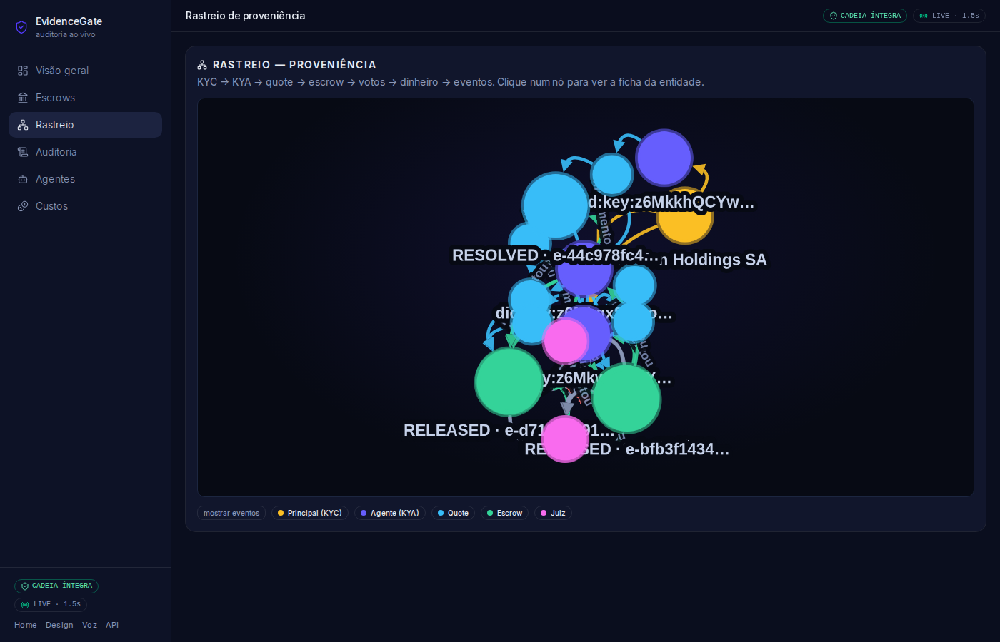 EvidenceGate
auditoria ao vivo
Visão geral
Escrows
Rastreio
Auditoria
Agentes
Custos
CADEIA ÍNTEGRA
LIVE · 1.5s
Home Design Voz API
Rastreio de proveniência
CADEIA ÍNTEGRA LIVE · 1.5s
RASTREIO — PROVENIÊNCIA
KYC → KYA → quote → escrow → votos → dinheiro → eventos. Clique num nó para ver a ficha da entidade.
d:key:z6MkkhQCYw…
RESOLVED · e-44c978fc4…
Holdings SA
RELEASED · e-d71
91…
· e-bfb3f1434…
mostrar eventos Principal (KYC) Agente (KYA) Quote Escrow Juiz